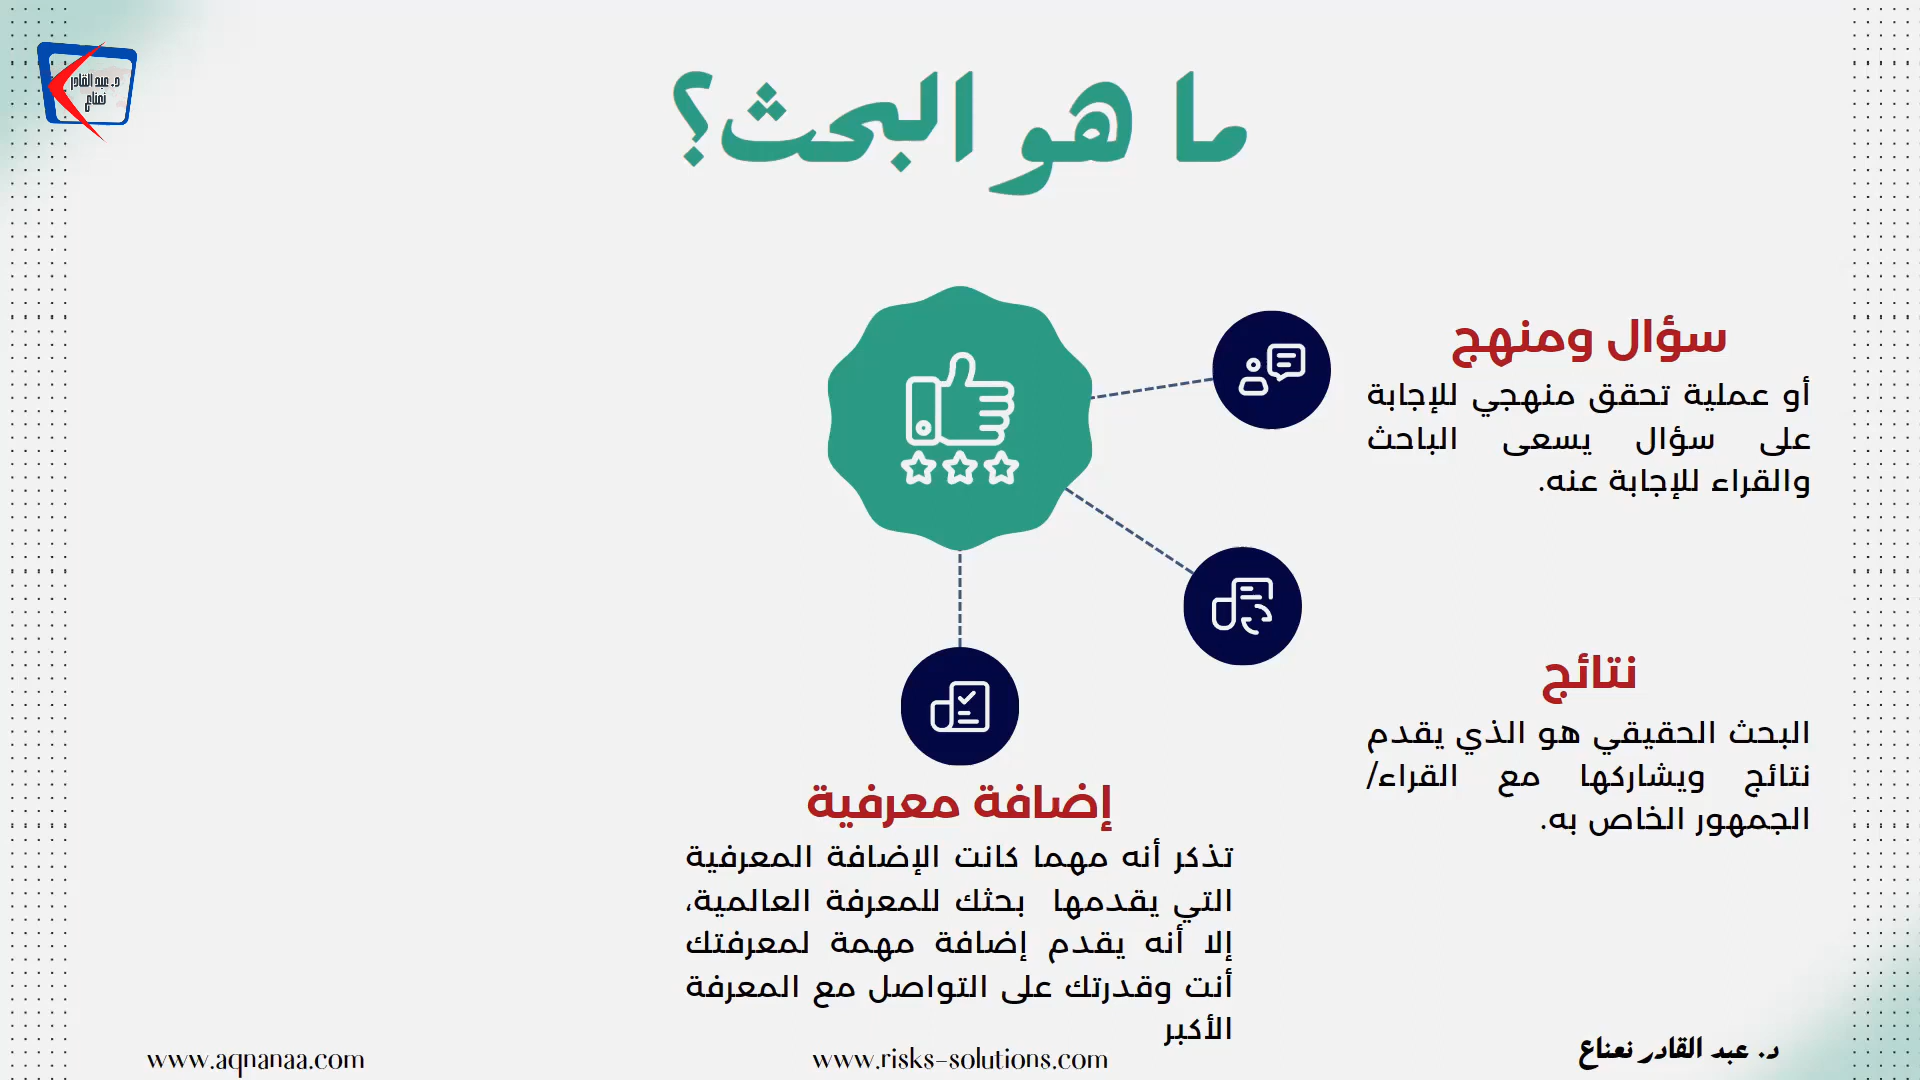 د. عبد القادر
نعناع
ما هو البحث؟
سؤال ومنهج
أو عملية تحقق منهجي للإجابة
على سؤال يسعى الباحث
والقراء للإجابة عنه.
نتائج
البحث الحقيقي هو الذي يقدم
نتائج ويشاركها مع القراء/
الجمهور الخاص به.
إضافة معرفية
تذكر أنه مهما كانت الإضافة المعرفية
التي يقدمها بحثك للمعرفة العالمية،
إلا أنه يقدم إضافة مهمة لمعرفتك
أنت وقدرتك على التواصل مع المعرفة
الأكبر
د. عبد القادر نعناع
www.risks-solutions.com
www.aqnanaa.com